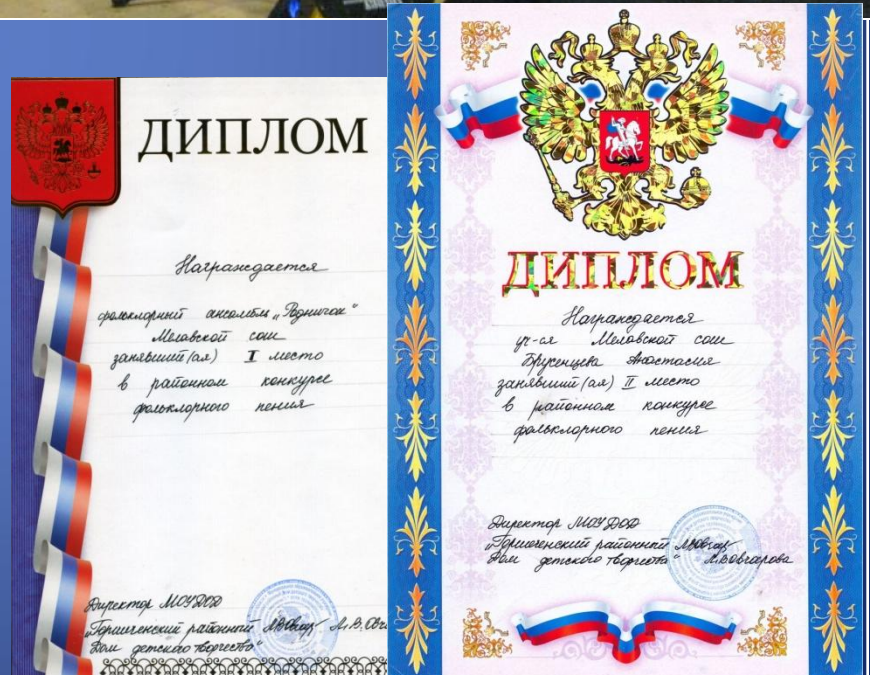 ДИПЛОМ
Награждается
фольклорный ансамбль „Родничок"
Меловской сош
занявший (ая) I место
в районном конкурсе
фольклорного пения
Директор МОУДОД
„Горшеченский районный
Дом детского творчества"
ДИПЛОМ
Награждается
уч-ся Меловской сош
Брусенцева Анастасия
занявший (ая) II место
в районном конкурсе
фольклорного пения
Директор МОУДОД
„Горшеченский районный
Дом детского творчества" Л.В.Овчарова